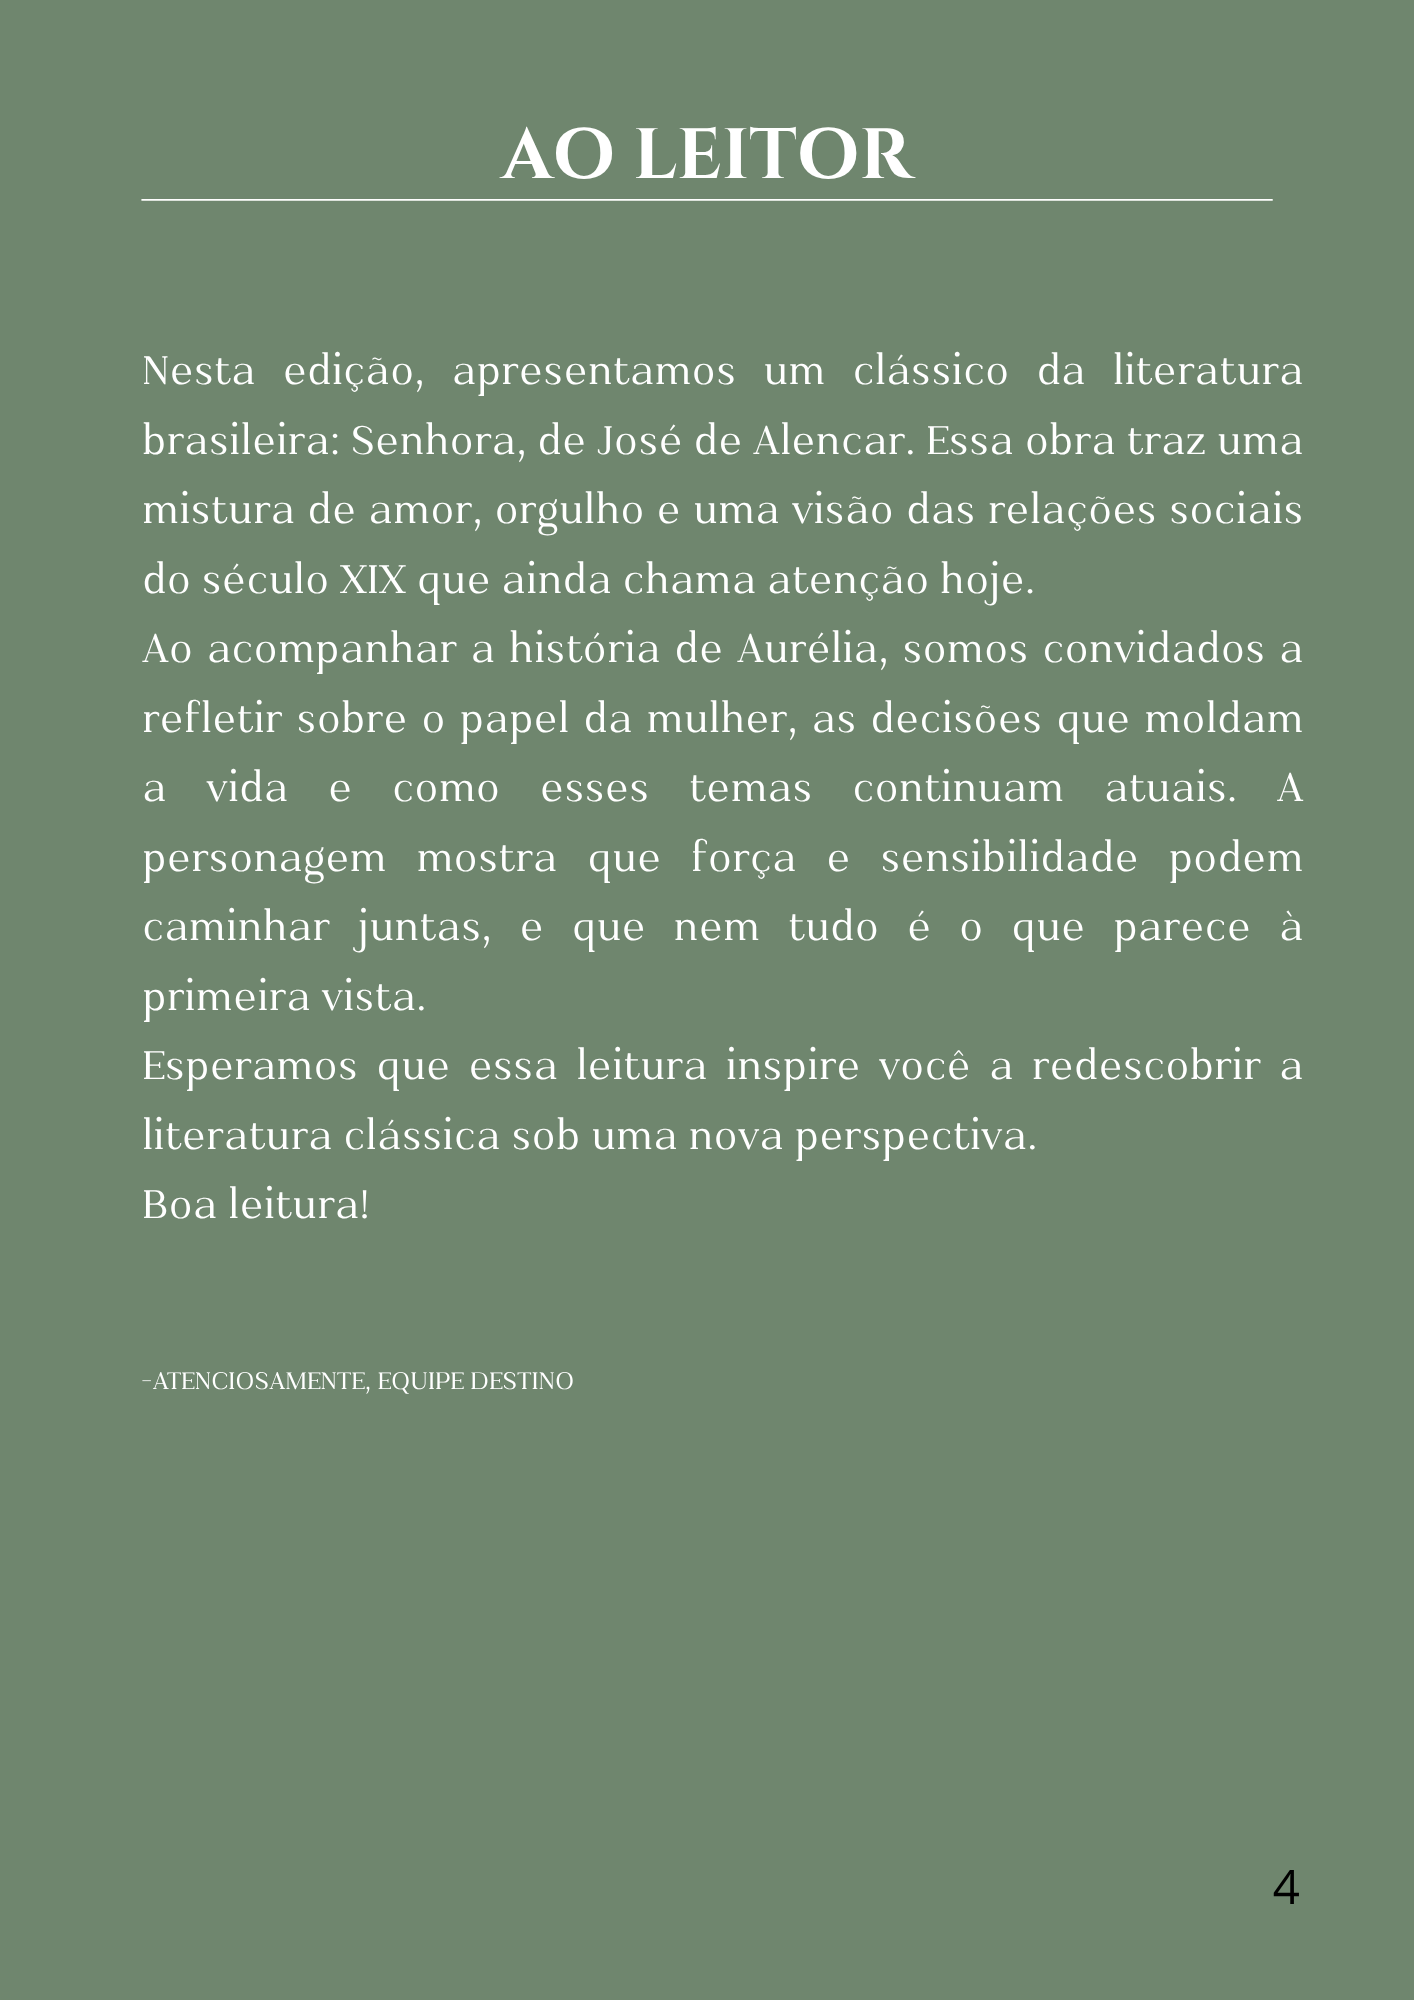 AO LEITOR
Nesta edição, apresentamos um clássico da literatura
brasileira: Senhora, de José de Alencar. Essa obra traz uma
mistura de amor, orgulho e uma visão das relações sociais
do século XIX que ainda chama atenção hoje.
Ao acompanhar a história de Aurélia, somos convidados a
refletir sobre o papel da mulher, as decisões que moldam
a vida e como esses temas continuam atuais. A
personagem mostra que força e sensibilidade podem
caminhar juntas, e que nem tudo é o que parece à
primeira vista.
Esperamos que essa leitura inspire você a redescobrir a
literatura clássica sob uma nova perspectiva.
Boa leitura!
-ATENCIOSAMENTE, EQUIPE DESTINO
4